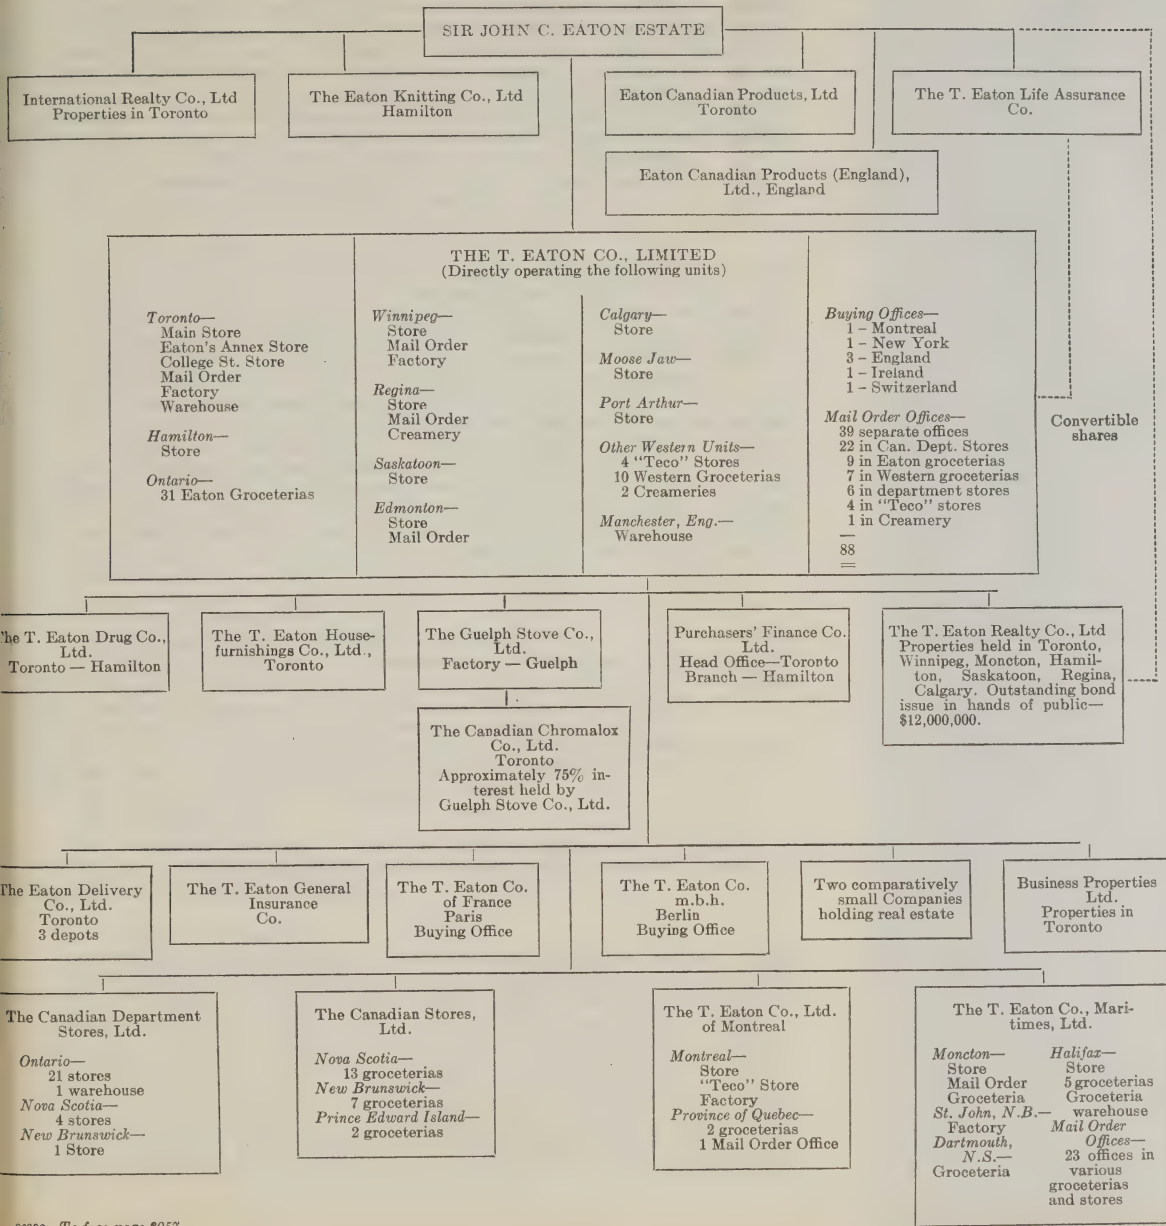 SIR JOHN C. EATON ESTATE
International Realty Co., Ltd
Properties in Toronto
The Eaton Knitting Co., Ltd
Hamilton
Eaton Canadian Products, Ltd
Toronto
The T. Eaton Life Assurance
Co.
Eaton Canadian Products (England),
Ltd., England
THE T. EATON CO., LIMITED
(Directly operating the following units)
Toronto—
Main Store
Eaton's Annex Store
College St. Store
Mail Order
Factory
Warehouse
Hamilton—
Store
Ontario—
31 Eaton Groceterias
Winnipeg—
Store
Mail Order
Factory
Regina—
Store
Mail Order
Creamery
Saskatoon—
Store
Edmonton—
Store
Mail Order
Calgary—
Store
Moose Jaw—
Store
Port Arthur—
Store
Other Western Units—
4 "Teco" Stores
10 Western Groceterias
2 Creameries
Manchester, Eng.—
Warehouse
Buying Offices—
1 – Montreal
1 – New York
3 – England
1 – Ireland
1 – Switzerland
Mail Order Offices—
39 separate offices
22 in Can. Dept. Stores
9 in Eaton groceterias
7 in Western groceterias
6 in department stores
4 in "Teco" stores
1 in Creamery
88
Convertible
shares
The T. Eaton Drug Co.,
Ltd.
Toronto — Hamilton
The T. Eaton House-
furnishings Co., Ltd.,
Toronto
The Guelph Stove Co.,
Ltd.
Factory — Guelph
Purchasers' Finance Co.
Ltd.
Head Office—Toronto
Branch — Hamilton
The T. Eaton Realty Co., Ltd
Properties held in Toronto,
Winnipeg, Moncton, Hamil-
ton, Saskatoon, Regina,
Calgary. Outstanding bond
issue in hands of public—
$12,000,000.
The Canadian Chromalox
Co., Ltd.
Toronto
Approximately 75% in-
terest held by
Guelph Stove Co., Ltd.
The Eaton Delivery
Co., Ltd.
Toronto
3 depots
The T. Eaton General
Insurance
Co.
The T. Eaton Co.
of France
Paris
Buying Office
The T. Eaton Co.
m.b.h.
Berlin
Buying Office
Two comparatively
small Companies
holding real estate
Business Properties
Ltd.
Properties in
Toronto
The Canadian Department
Stores, Ltd.
Ontario—
21 stores
1 warehouse
Nova Scotia—
4 stores
New Brunswick—
1 Store
The Canadian Stores,
Ltd.
Nova Scotia—
13 groceterias
New Brunswick—
7 groceterias
Prince Edward Island—
2 groceterias
The T. Eaton Co., Ltd.
of Montreal
Montreal—
Store
"Teco" Store
Factory
Province of Quebec—
2 groceterias
1 Mail Order Office
The T. Eaton Co., Mari-
times, Ltd.
Moncton—
Store
Mail Order
Groceteria
St. John, N.B.—
Factory
Dartmouth,
N.S.—
Groceteria
Halifax—
Store
5 groceterias
Groceteria
warehouse
Mail Order
Offices—
23 offices in
various
groceterias
and stores